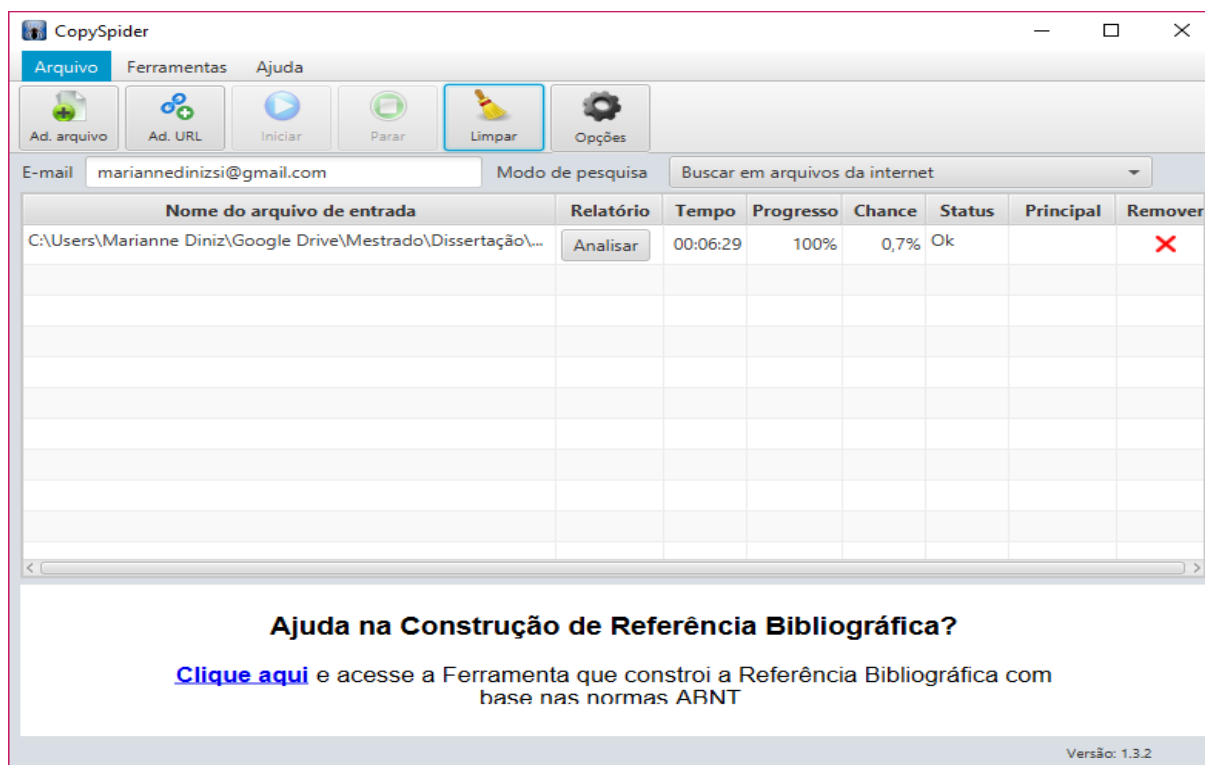 CopySpider
Arquivo Ferramentas Ajuda
Ad. arquivo Ad. URL Iniciar Parar Limpar Opções
E-mail mariannedinizsi@gmail.com Modo de pesquisa Buscar em arquivos da internet
Nome do arquivo de entrada Relatório Tempo Progresso Chance Status Principal Remover
C:\Users\Marianne Diniz\Google Drive\Mestrado\Dissertação\... Analisar 00:06:29 100% 0,7% Ok
Ajuda na Construção de Referência Bibliográfica?
Clique aqui e acesse a Ferramenta que constroi a Referência Bibliográfica com
base nas normas ABNT
Versão: 1.3.2